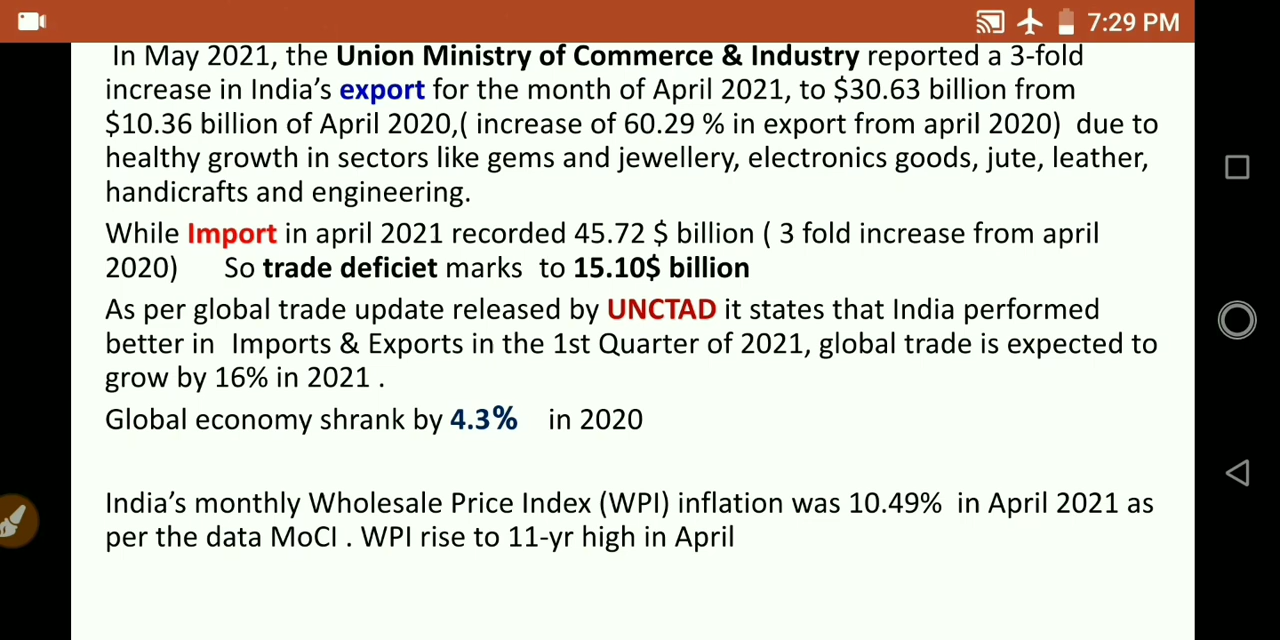 7:29 PM
In May 2021, the Union Ministry of Commerce & Industry reported a 3-fold
increase in India's export for the month of April 2021, to $30.63 billion from
$10.36 billion of April 2020,( increase of 60.29 % in export from april 2020) due to
healthy growth in sectors like gems and jewellery, electronics goods, jute, leather,
handicrafts and engineering.
While Import in april 2021 recorded 45.72 $ billion ( 3 fold increase from april
2020) So trade deficiet marks to 15.10$ billion
As per global trade update released by UNCTAD it states that India performed
better in Imports & Exports in the 1st Quarter of 2021, global trade is expected to
grow by 16% in 2021 .
Global economy shrank by 4.3% in 2020
India's monthly Wholesale Price Index (WPI) inflation was 10.49% in April 2021 as
per the data MoCI . WPI rise to 11-yr high in April